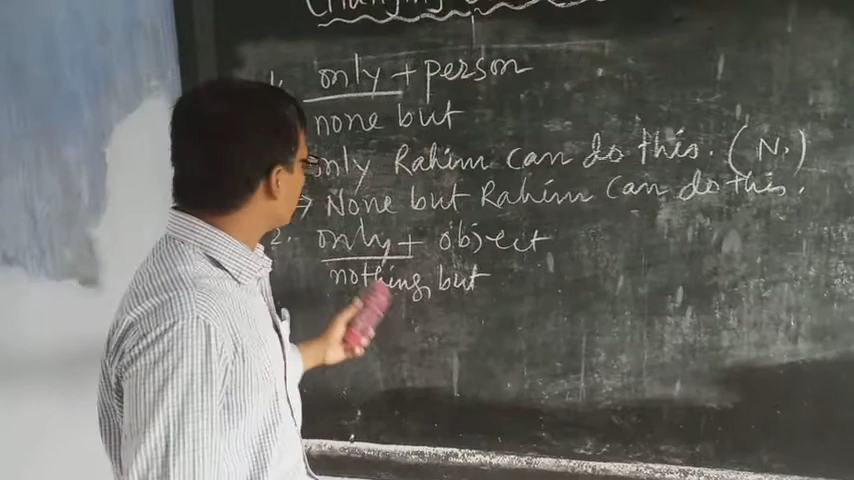 Changing
1. only + person
none but
only Rahim can do this. (N.)
→ None but Rahim can do this.
2. only + object
nothing but